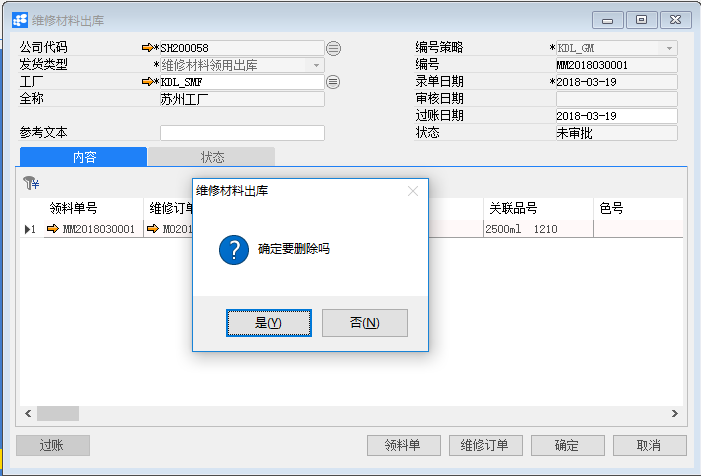 维修材料出库
公司代码 *SH200058 编号策略 *KDL_GM
发货类型 *维修材料领用出库 编号 MM2018030001
工厂 *KDL_SMF 录单日期 *2018-03-19
全称 苏州工厂 审核日期
过账日期 2018-03-19
参考文本 状态 未审批
内容 状态
¥
领料单号 维修订单 关联品号 色号
1 MM2018030001 MO201 2500ml 1210
维修材料出库
确定要删除吗
是(Y) 否(N)
过账 领料单 维修订单 确定 取消